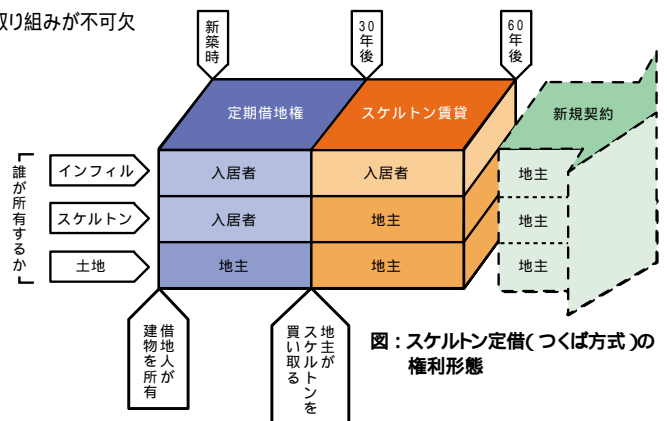 取り組みが不可欠
新築時
30年後
60年後
定期借地権
スケルトン賃貸
新規契約
誰が所有するか
インフィル
入居者
入居者
地主
スケルトン
入居者
地主
地主
土地
地主
地主
地主
借地人が
建物を所有
地主が
スケルトンを
買い取る
図：スケルトン定借(つくば方式)の
権利形態